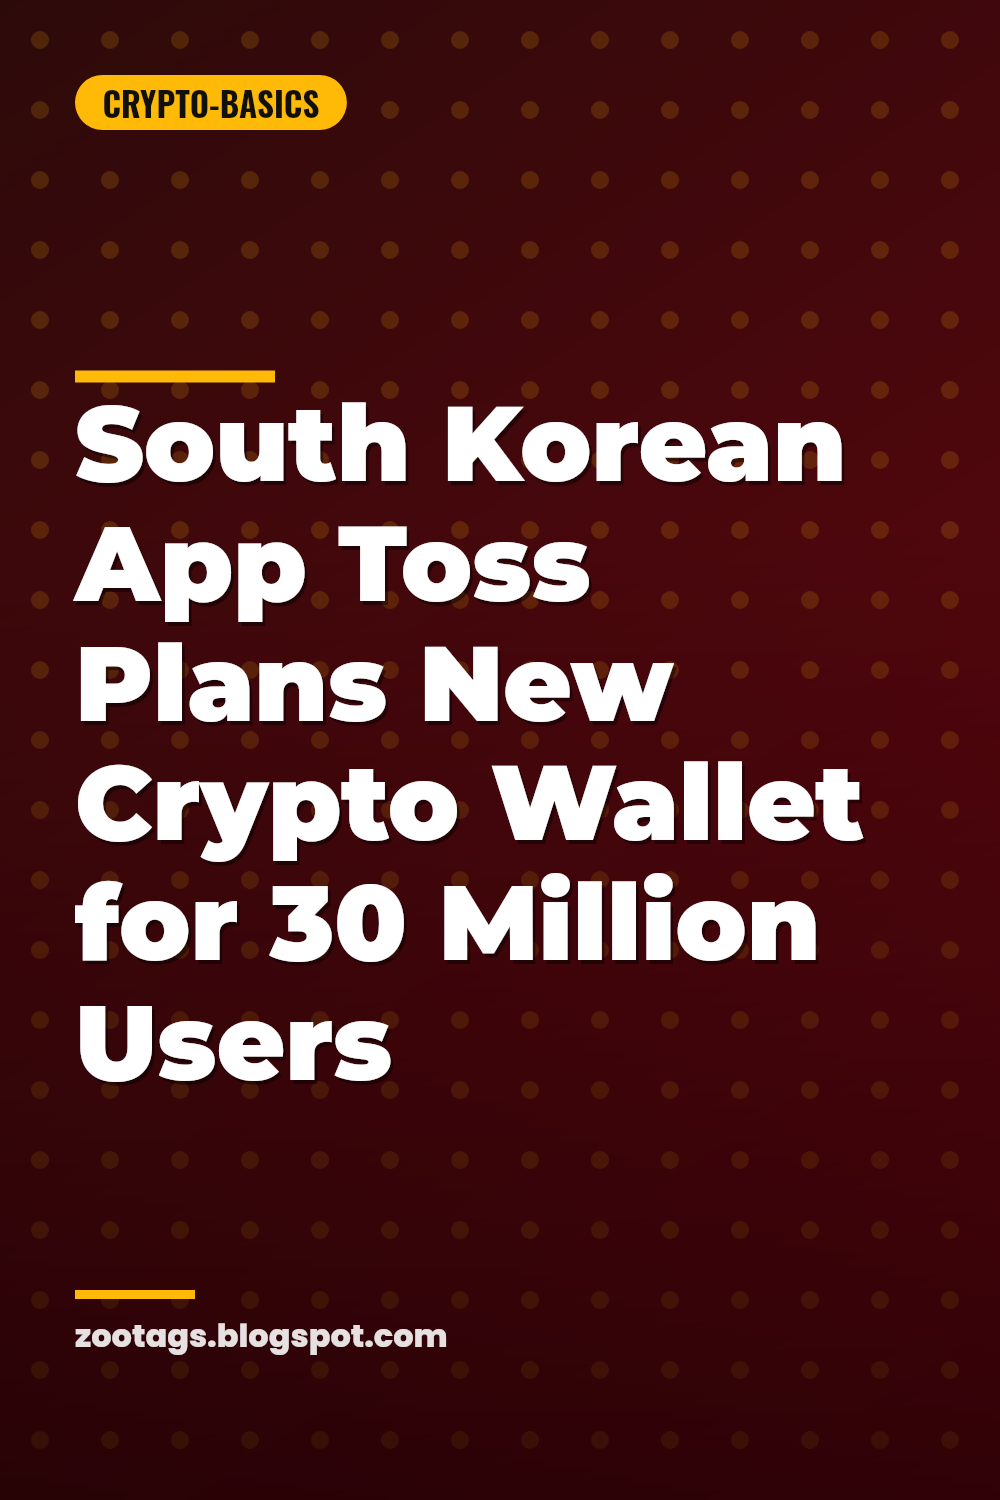 CRYPTO-BASICS
South Korean
App Toss
Plans New
Crypto Wallet
for 30 Million
Users
zootags.blogspot.com